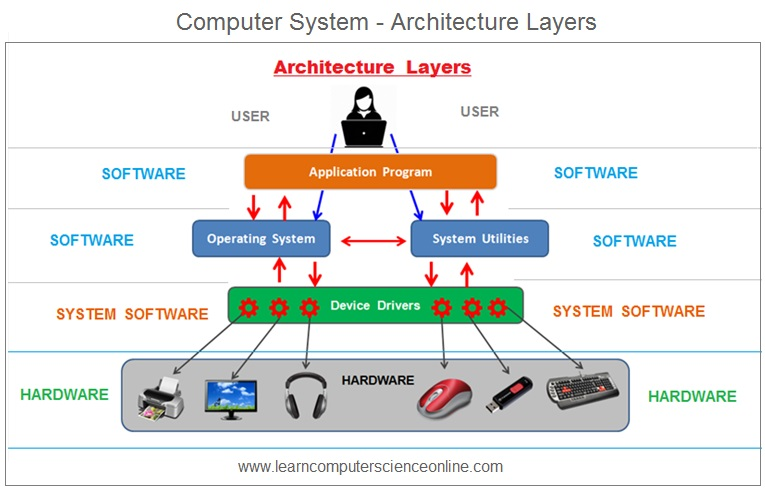 Computer System - Architecture Layers
Architecture Layers
USER USER
SOFTWARE Application Program SOFTWARE
SOFTWARE Operating System System Utilities SOFTWARE
SYSTEM SOFTWARE Device Drivers SYSTEM SOFTWARE
HARDWARE HARDWARE HARDWARE
www.learncomputerscienceonline.com